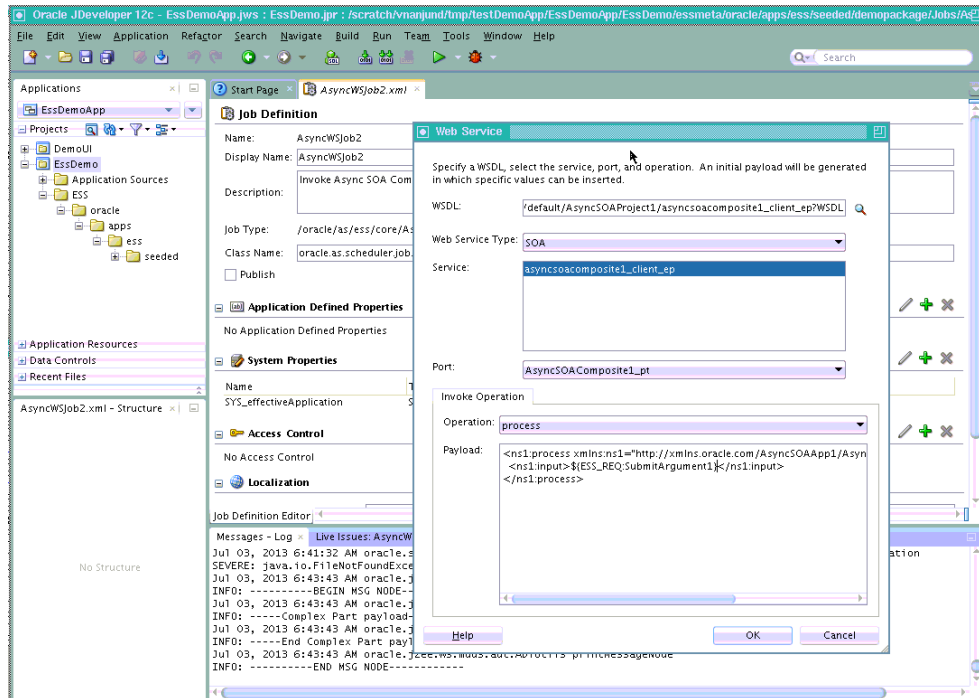 Oracle JDeveloper 12c - EssDemoApp.jws : EssDemo.jpr : /scratch/vnanjund/tmp/testDemoApp/EssDemoApp/EssDemo/essmeta/oracle/apps/ess/seeded/demopackage/Jobs/As
File Edit View Application Refactor Search Navigate Build Run Team Tools Window Help
Search
Applications
EssDemoApp
Projects
DemoUI
EssDemo
Application Sources
ESS
oracle
apps
ess
seeded
Application Resources
Data Controls
Recent Files
AsyncWSJob2.xml - Structure
No Structure
Start Page
AsyncWSJob2.xml
Job Definition
Name: AsyncWSJob2
Display Name: AsyncWSJob2
Description: Invoke Async SOA Com
Job Type: /oracle/as/ess/core/As
Class Name: oracle.as.scheduler.job.
Publish
Application Defined Properties
No Application Defined Properties
System Properties
Name
SYS_effectiveApplication
Access Control
No Access Control
Localization
Job Definition Editor
Web Service
Specify a WSDL, select the service, port, and operation. An initial payload will be generated
in which specific values can be inserted.
WSDL: /default/AsyncSOAProject1/asyncsoacomposite1_client_ep?WSDL
Web Service Type: SOA
Service: asyncsoacomposite1_client_ep
Port: AsyncSOAComposite1_pt
Invoke Operation
Operation: process
Payload: <ns1:process xmlns:ns1="http://xmlns.oracle.com/AsyncSOAApp1/Asyn
<ns1:input>${ESS_REQ:SubmitArgument1}</ns1:input>
</ns1:process>
Help OK Cancel
Messages - Log
Live Issues: AsyncW
Jul 03, 2013 6:41:32 AM oracle.s ation
SEVERE: java.io.FileNotFoundExce
Jul 03, 2013 6:43:43 AM oracle.j
INFO: ----------BEGIN MSG NODE--
Jul 03, 2013 6:43:43 AM oracle.j
INFO: -----Complex Part payload-
Jul 03, 2013 6:43:43 AM oracle.j
INFO: -----End Complex Part payl
Jul 03, 2013 6:43:43 AM
INFO: ----------END MSG NODE------------